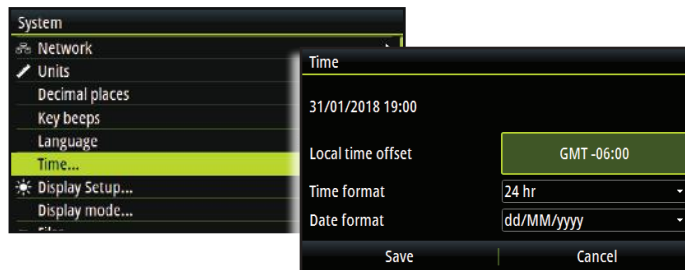 System
Network
Units
Decimal places
Key beeps
Language
Time...
Display Setup...
Display mode...
Time
31/01/2018 19:00
Local time offset GMT -06:00
Time format 24 hr
Date format dd/MM/yyyy
Save Cancel